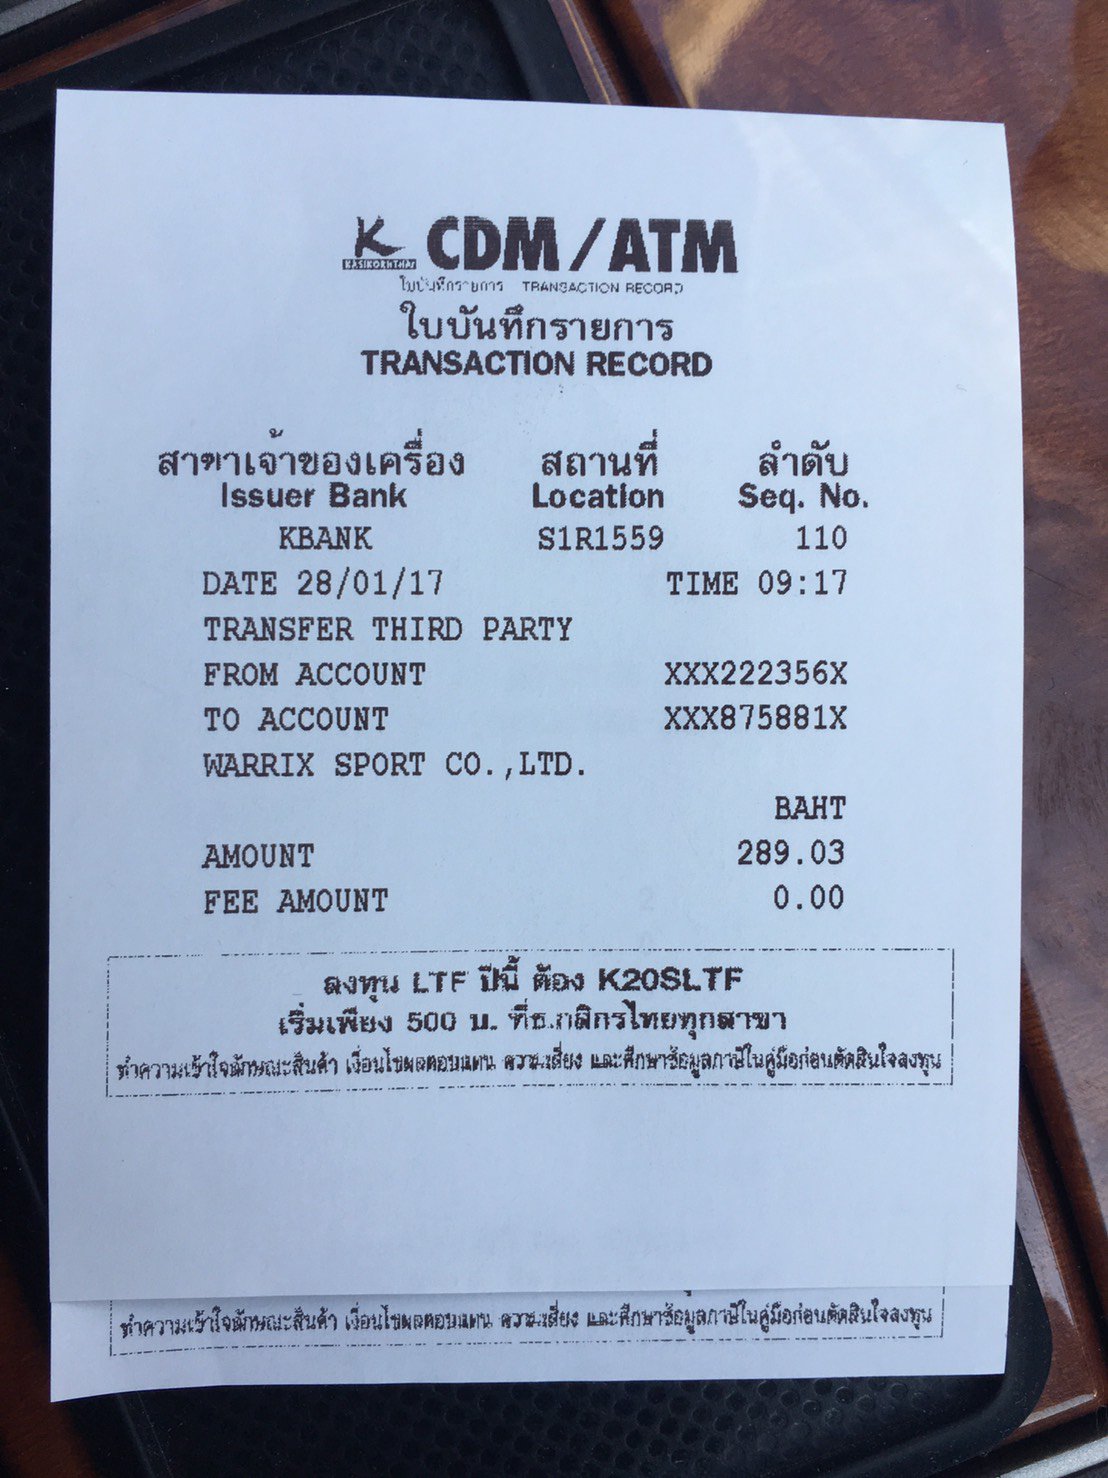 K CDM/ATM
KASIKORNTHAI
ใบบันทึกรายการ TRANSACTION RECORD
ใบบันทึกรายการ
TRANSACTION RECORD
สาขาเจ้าของเครื่อง สถานที่ ลำดับ
Issuer Bank Location Seq. No.
KBANK S1R1559 110
DATE 28/01/17 TIME 09:17
TRANSFER THIRD PARTY
FROM ACCOUNT XXX222356X
TO ACCOUNT XXX875881X
WARRIX SPORT CO.,LTD.
BAHT
AMOUNT 289.03
FEE AMOUNT 0.00
ลงทุน LTF ปีนี้ ต้อง K20SLTF
เริ่มเพียง 500 บ. ที่ธ.กสิกรไทยทุกสาขา
ทำความเข้าใจลักษณะสินค้า เงื่อนไขผลตอบแทน ความเสี่ยง และศึกษาข้อมูลภาษีในคู่มือก่อนตัดสินใจลงทุน
ทำความเข้าใจลักษณะสินค้า เงื่อนไขผลตอบแทน ความเสี่ยง และศึกษาข้อมูลภาษีในคู่มือก่อนตัดสินใจลงทุน